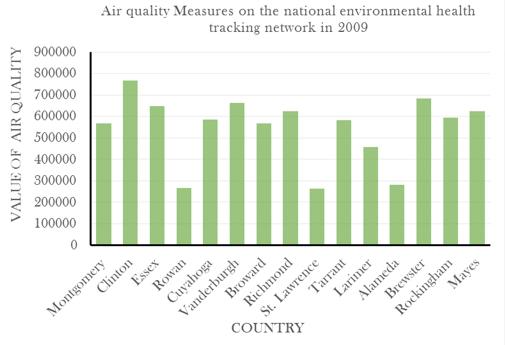 Air quality Measures on the national environmental health
tracking network in 2009
VALUE OF AIR QUALITY
900000
800000
700000
600000
500000
400000
300000
200000
100000
0
Montgomery
Clinton
Essex
Rowan
Cuyahoga
Vanderburgh
Broward
Richmond
St. Lawrence
Tarrant
Larimer
Alameda
Brewster
Rockingham
Mayes
COUNTRY